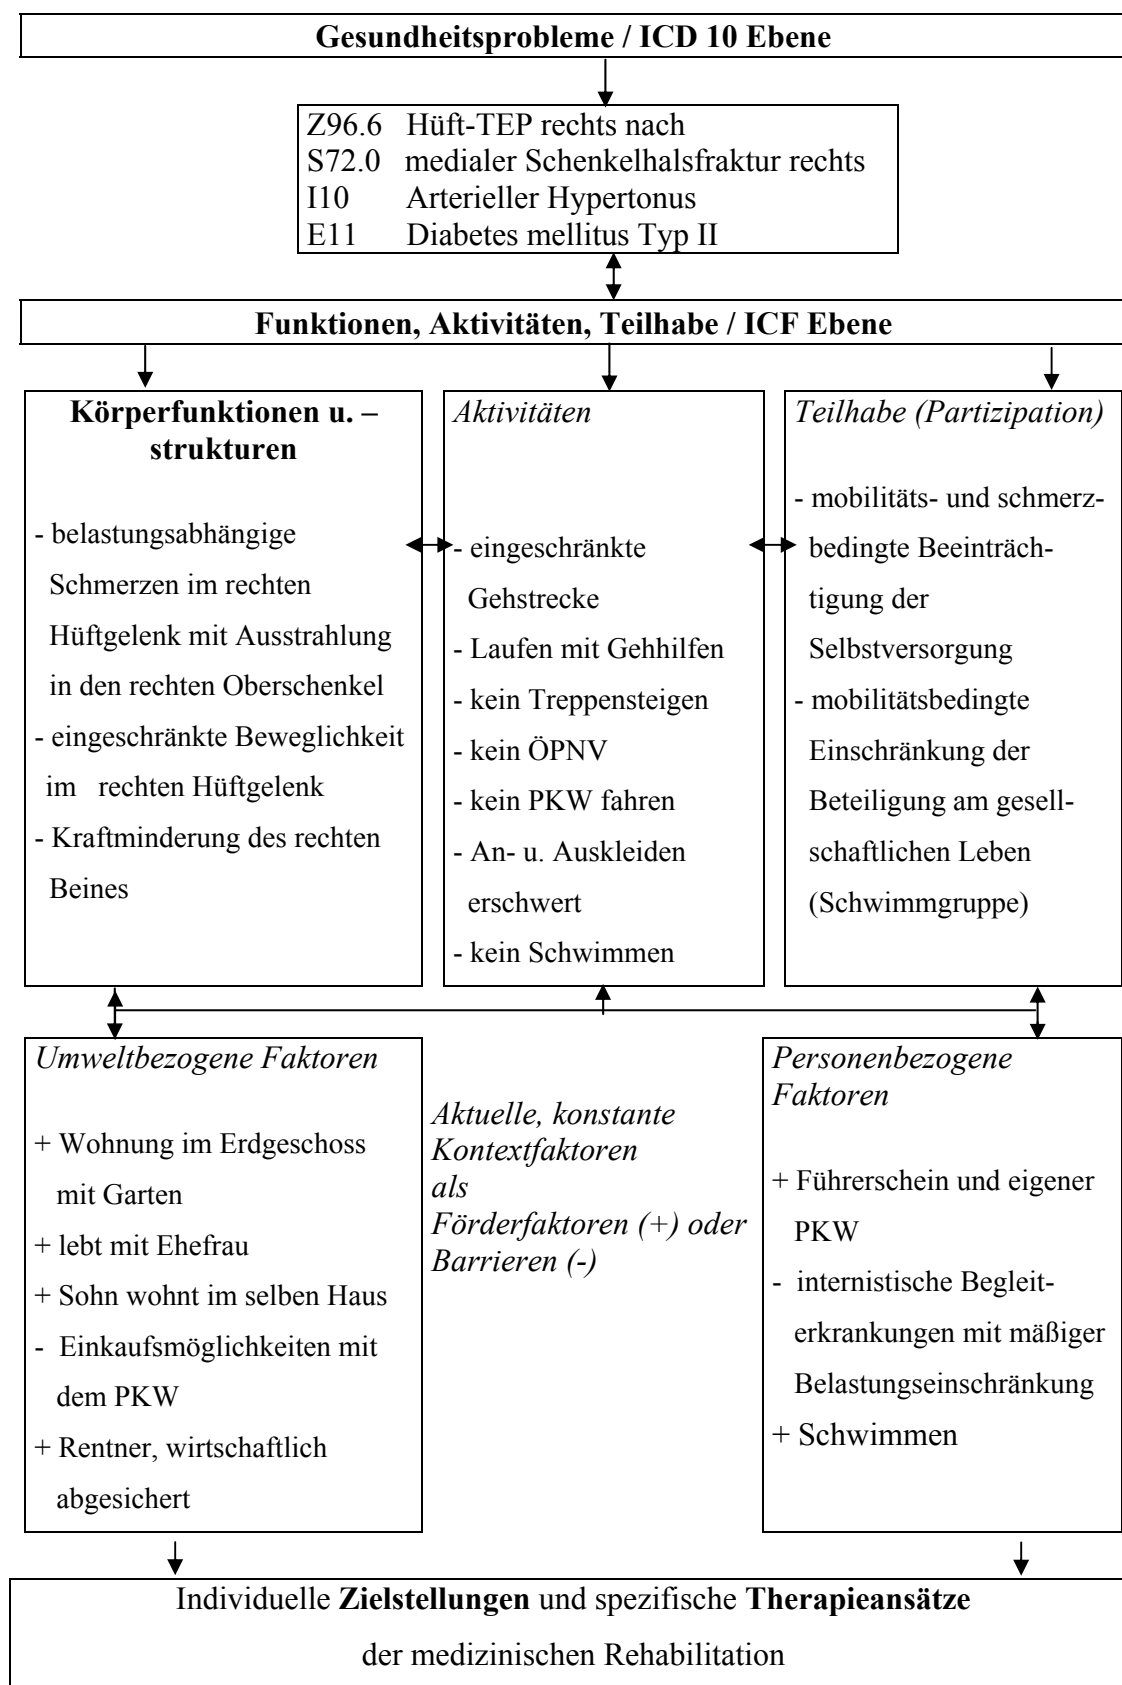 Gesundheitsprobleme / ICD 10 Ebene
Z96.6 Hüft-TEP rechts nach
S72.0 medialer Schenkelhalsfraktur rechts
I10 Arterieller Hypertonus
E11 Diabetes mellitus Typ II
Funktionen, Aktivitäten, Teilhabe / ICF Ebene
Körperfunktionen u. –
strukturen
- belastungsabhängige
Schmerzen im rechten
Hüftgelenk mit Ausstrahlung
in den rechten Oberschenkel
- eingeschränkte Beweglichkeit
im rechten Hüftgelenk
- Kraftminderung des rechten
Beines
Aktivitäten
- eingeschränkte
Gehstrecke
- Laufen mit Gehhilfen
- kein Treppensteigen
- kein ÖPNV
- kein PKW fahren
- An- u. Auskleiden
erschwert
- kein Schwimmen
Teilhabe (Partizipation)
- mobilitäts- und schmerz-
bedingte Beeinträch-
tigung der
Selbstversorgung
- mobilitätsbedingte
Einschränkung der
Beteiligung am gesell-
schaftlichen Leben
(Schwimmgruppe)
Umweltbezogene Faktoren
+ Wohnung im Erdgeschoss
mit Garten
+ lebt mit Ehefrau
+ Sohn wohnt im selben Haus
- Einkaufsmöglichkeiten mit
dem PKW
+ Rentner, wirtschaftlich
abgesichert
Aktuelle, konstante
Kontextfaktoren
als
Förderfaktoren (+) oder
Barrieren (-)
Personenbezogene
Faktoren
+ Führerschein und eigener
PKW
- internistische Begleit-
erkrankungen mit mäßiger
Belastungseinschränkung
+ Schwimmen
Individuelle Zielstellungen und spezifische Therapieansätze
der medizinischen Rehabilitation